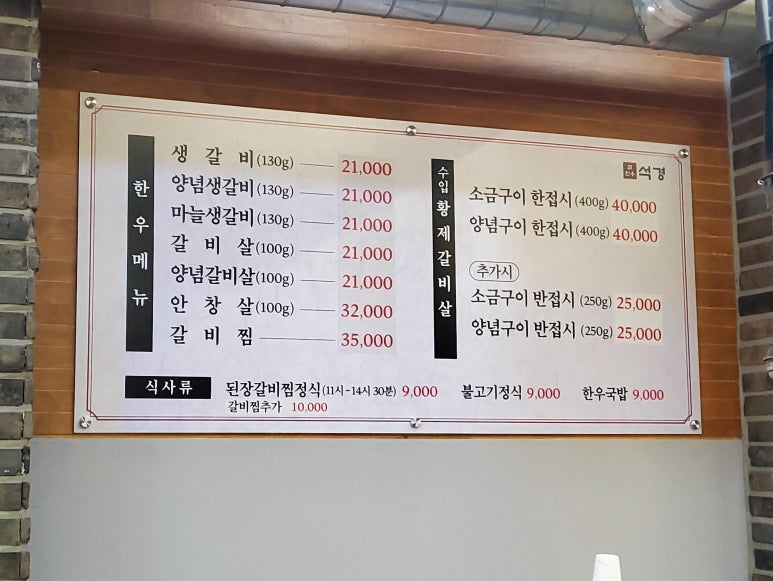 한우메뉴
생 갈 비(130g) 21,000
양념생갈비(130g) 21,000
마늘생갈비(130g) 21,000
갈 비 살(100g) 21,000
양념갈비살(100g) 21,000
안 창 살(100g) 32,000
갈 비 찜 35,000
석경
수입황제갈비살
소금구이 한접시 (400g) 40,000
양념구이 한접시 (400g) 40,000
추가시
소금구이 반접시 (250g) 25,000
양념구이 반접시 (250g) 25,000
식사류
된장갈비찜정식(11시~14시 30분) 9,000 불고기정식 9,000 한우국밥 9,000
갈비찜추가 10,000